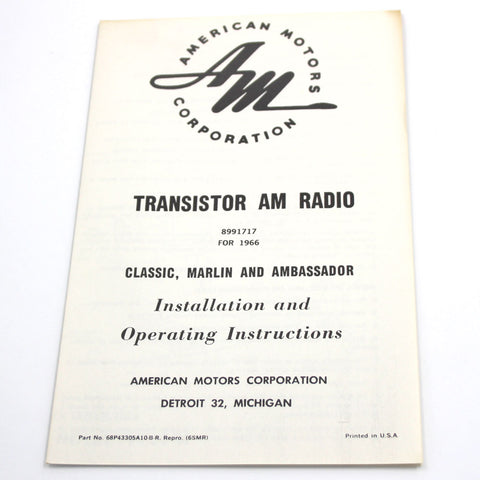 AMERICAN MOTORS
AM
CORPORATION
TRANSISTOR AM RADIO
8991717
FOR 1966
CLASSIC, MARLIN AND AMBASSADOR
Installation and
Operating Instructions
AMERICAN MOTORS CORPORATION
DETROIT 32, MICHIGAN
Part No. 68P43305A10-B R. Repro. (6SMR)
Printed in U.S.A